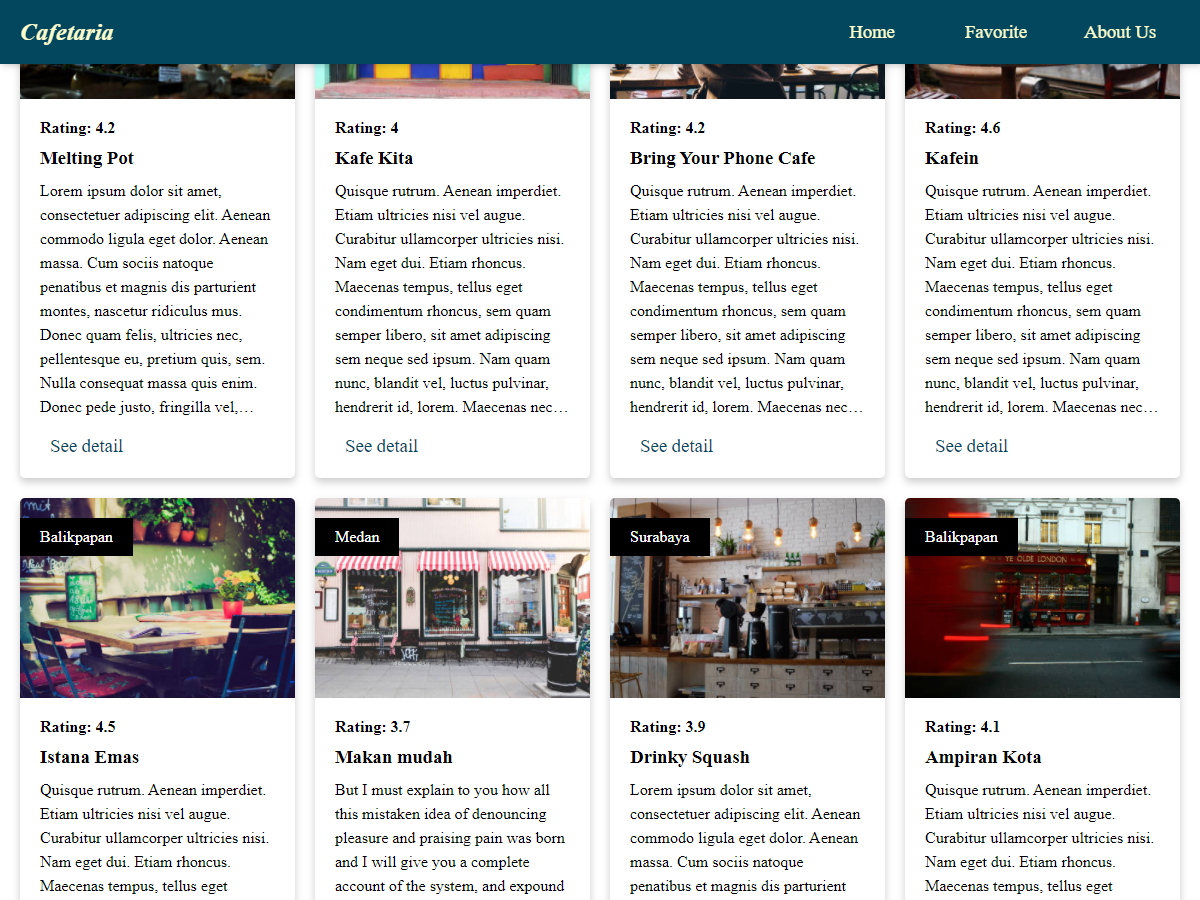 Cafetaria
Home
Favorite
About Us
Rating: 4.2
Melting Pot
Lorem ipsum dolor sit amet,
consectetuer adipiscing elit. Aenean
commodo ligula eget dolor. Aenean
massa. Cum sociis natoque
penatibus et magnis dis parturient
montes, nascetur ridiculus mus.
Donec quam felis, ultricies nec,
pellentesque eu, pretium quis, sem.
Nulla consequat massa quis enim.
Donec pede justo, fringilla vel,…
See detail
Rating: 4
Kafe Kita
Quisque rutrum. Aenean imperdiet.
Etiam ultricies nisi vel augue.
Curabitur ullamcorper ultricies nisi.
Nam eget dui. Etiam rhoncus.
Maecenas tempus, tellus eget
condimentum rhoncus, sem quam
semper libero, sit amet adipiscing
sem neque sed ipsum. Nam quam
nunc, blandit vel, luctus pulvinar,
hendrerit id, lorem. Maecenas nec…
See detail
Rating: 4.2
Bring Your Phone Cafe
Quisque rutrum. Aenean imperdiet.
Etiam ultricies nisi vel augue.
Curabitur ullamcorper ultricies nisi.
Nam eget dui. Etiam rhoncus.
Maecenas tempus, tellus eget
condimentum rhoncus, sem quam
semper libero, sit amet adipiscing
sem neque sed ipsum. Nam quam
nunc, blandit vel, luctus pulvinar,
hendrerit id, lorem. Maecenas nec…
See detail
Rating: 4.6
Kafein
Quisque rutrum. Aenean imperdiet.
Etiam ultricies nisi vel augue.
Curabitur ullamcorper ultricies nisi.
Nam eget dui. Etiam rhoncus.
Maecenas tempus, tellus eget
condimentum rhoncus, sem quam
semper libero, sit amet adipiscing
sem neque sed ipsum. Nam quam
nunc, blandit vel, luctus pulvinar,
hendrerit id, lorem. Maecenas nec…
See detail
Balikpapan
Rating: 4.5
Istana Emas
Quisque rutrum. Aenean imperdiet.
Etiam ultricies nisi vel augue.
Curabitur ullamcorper ultricies nisi.
Nam eget dui. Etiam rhoncus.
Maecenas tempus, tellus eget
Medan
Rating: 3.7
Makan mudah
But I must explain to you how all
this mistaken idea of denouncing
pleasure and praising pain was born
and I will give you a complete
account of the system, and expound
Surabaya
Rating: 3.9
Drinky Squash
Lorem ipsum dolor sit amet,
consectetuer adipiscing elit. Aenean
commodo ligula eget dolor. Aenean
massa. Cum sociis natoque
penatibus et magnis dis parturient
Balikpapan
YE OLDE LONDON
Rating: 4.1
Ampiran Kota
Quisque rutrum. Aenean imperdiet.
Etiam ultricies nisi vel augue.
Curabitur ullamcorper ultricies nisi.
Nam eget dui. Etiam rhoncus.
Maecenas tempus, tellus eget